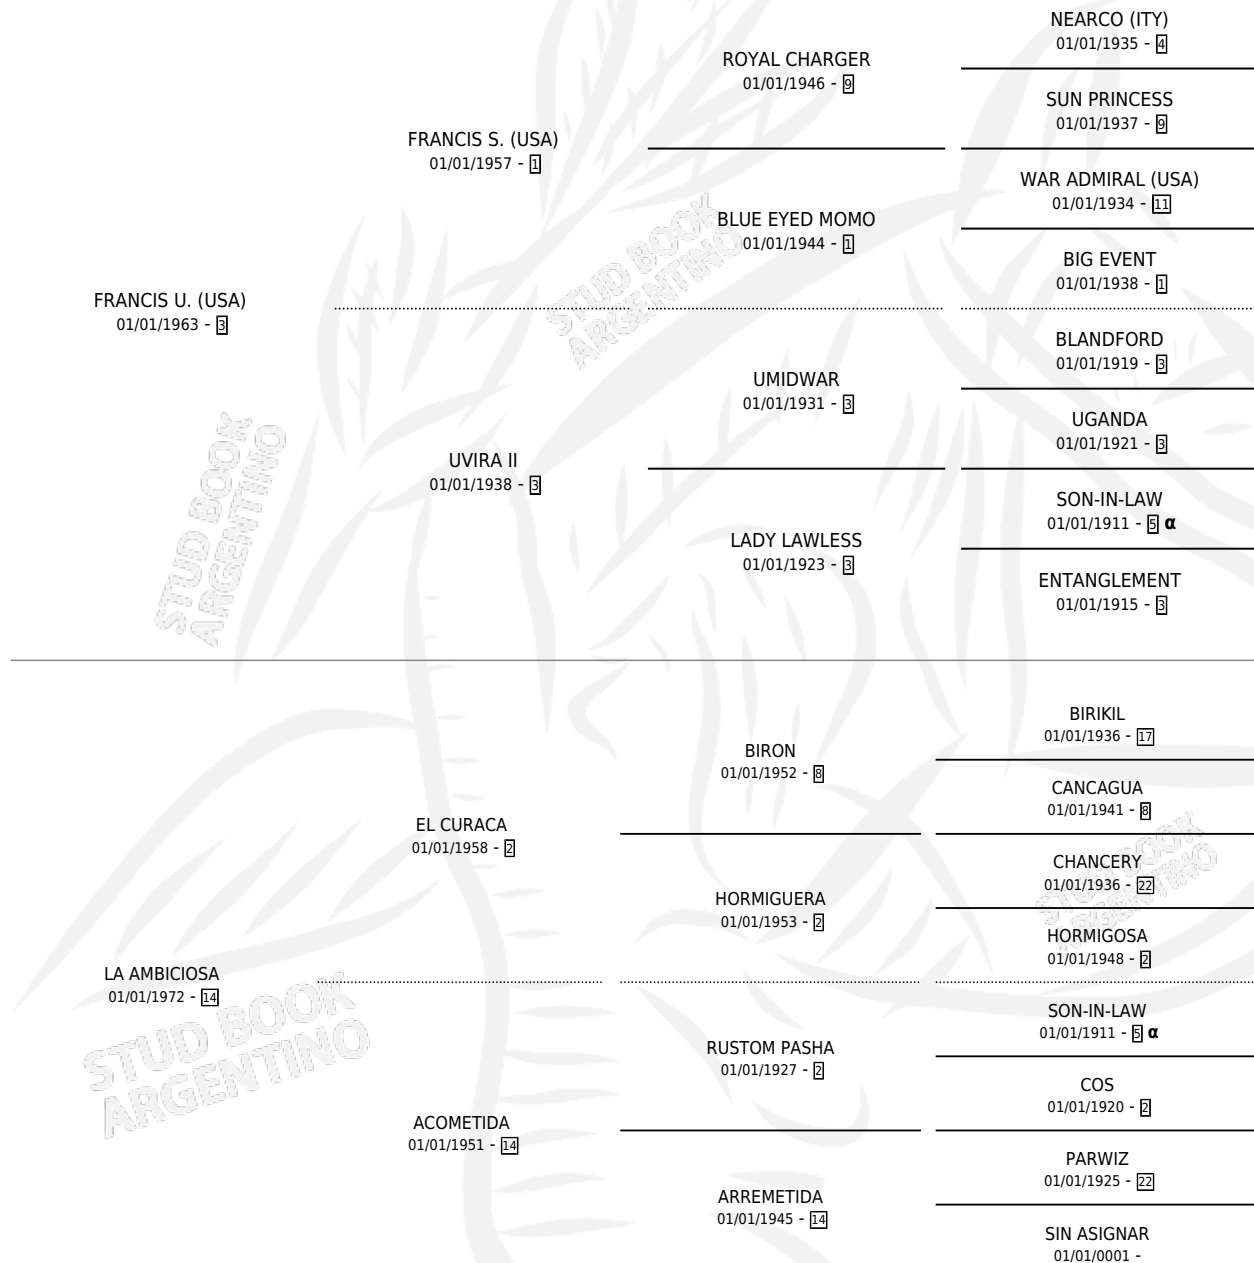 NEARCO (ITY)
01/01/1935 - 4
ROYAL CHARGER
01/01/1946 - 9
SUN PRINCESS
01/01/1937 - 9
FRANCIS S. (USA)
01/01/1957 - 1
WAR ADMIRAL (USA)
01/01/1934 - 11
BLUE EYED MOMO
01/01/1944 - 1
BIG EVENT
01/01/1938 - 1
STUD BOOK
ARGENTINO
FRANCIS U. (USA)
01/01/1963 - 3
BLANDFORD
01/01/1919 - 3
UMIDWAR
01/01/1931 - 3
UGANDA
01/01/1921 - 3
UVIRA II
01/01/1938 - 3
SON-IN-LAW
01/01/1911 - 5 α
LADY LAWLESS
01/01/1923 - 3
ENTANGLEMENT
01/01/1915 - 3
STUD BOOK
ARGENTINO
BIRIKIL
01/01/1936 - 17
BIRON
01/01/1952 - 8
CANCAGUA
01/01/1941 - 8
EL CURACA
01/01/1958 - 2
CHANCERY
01/01/1936 - 22
HORMIGUERA
01/01/1953 - 2
HORMIGOSA
01/01/1948 - 2
STUD BOOK
ARGENTINO
LA AMBICIOSA
01/01/1972 - 14
SON-IN-LAW
01/01/1911 - 5 α
RUSTOM PASHA
01/01/1927 - 2
COS
01/01/1920 - 2
STUD BOOK
ARGENTINO
ACOMETIDA
01/01/1951 - 14
PARWIZ
01/01/1925 - 22
ARREMETIDA
01/01/1945 - 14
SIN ASIGNAR
01/01/0001 -